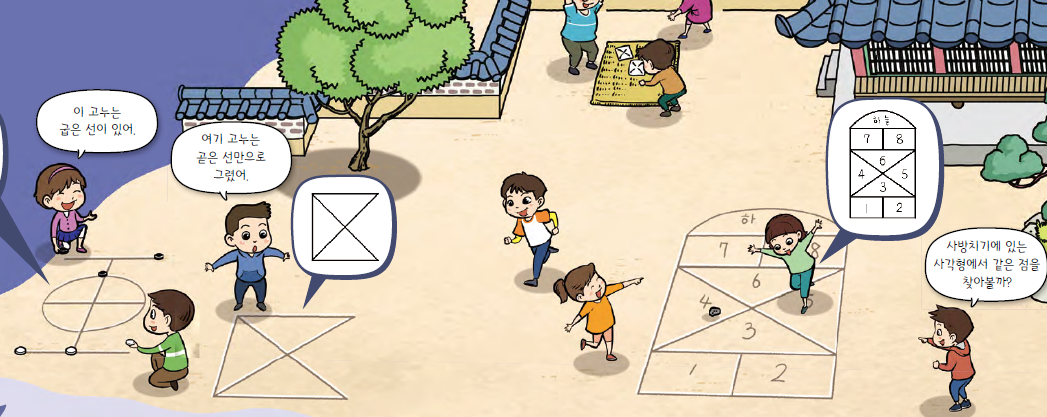 이 고누는
굽은 선이 있어.
여기 고누는
곧은 선만으로
그렸어.
하늘
7 8
6
4 5
3
1 2
하
7 8
6
4 5
3
1 2
사방치기에 있는
사각형에서 같은 점을
찾아볼까?